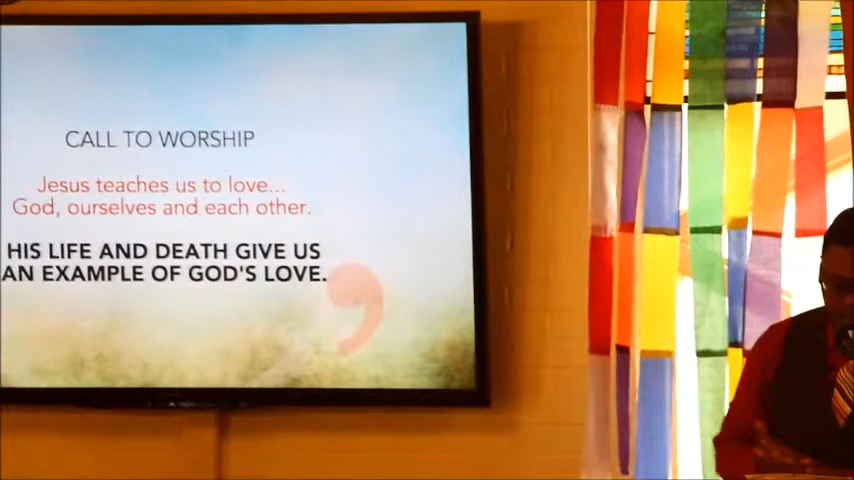 CALL TO WORSHIP
Jesus teaches us to love...
God, ourselves and each other.
HIS LIFE AND DEATH GIVE US
AN EXAMPLE OF GOD'S LOVE.